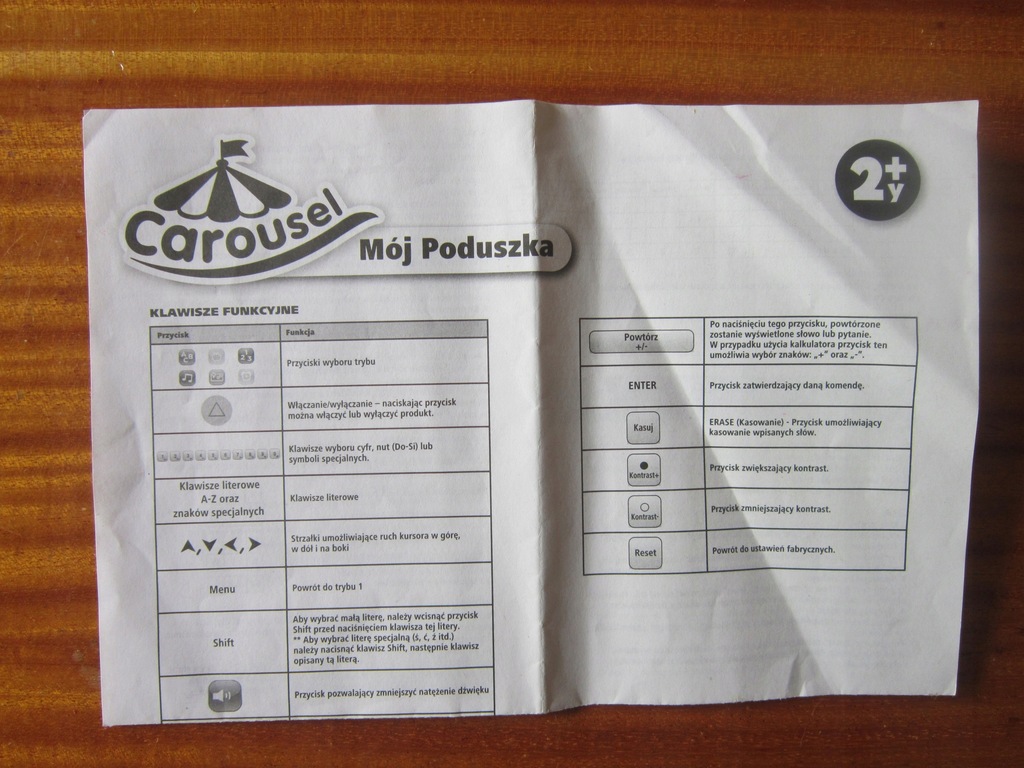 Carousel
Mój Poduszka
2+y
KLAWISZE FUNKCYJNE
Przycisk
Funkcja
Przyciski wyboru trybu
Włączanie/wyłączanie – naciskając przycisk
można włączyć lub wyłączyć produkt.
Klawisze wyboru cyfr, nut (Do-Si) lub
symboli specjalnych.
Klawisze literowe
A-Z oraz
znaków specjalnych
Klawisze literowe
Strzałki umożliwiające ruch kursora w górę,
w dół i na boki
Menu
Powrót do trybu 1
Shift
Aby wybrać małą literę, należy wcisnąć przycisk
Shift przed naciśnięciem klawisza tej litery.
** Aby wybrać literę specjalną (ś, ć, ź itd.)
należy nacisnąć klawisz Shift, następnie klawisz
opisany tą literą.
Przycisk pozwalający zmniejszyć natężenie dźwięku
Powtórz
+/-
Po naciśnięciu tego przycisku, powtórzone
zostanie wyświetlone słowo lub pytanie.
W przypadku użycia kalkulatora przycisk ten
umożliwia wybór znaków: „+" oraz „-".
ENTER
Przycisk zatwierdzający daną komendę.
Kasuj
ERASE (Kasowanie) - Przycisk umożliwiający
kasowanie wpisanych słów.
Kontrast+
Przycisk zwiększający kontrast.
Kontrast-
Przycisk zmniejszający kontrast.
Reset
Powrót do ustawień fabrycznych.